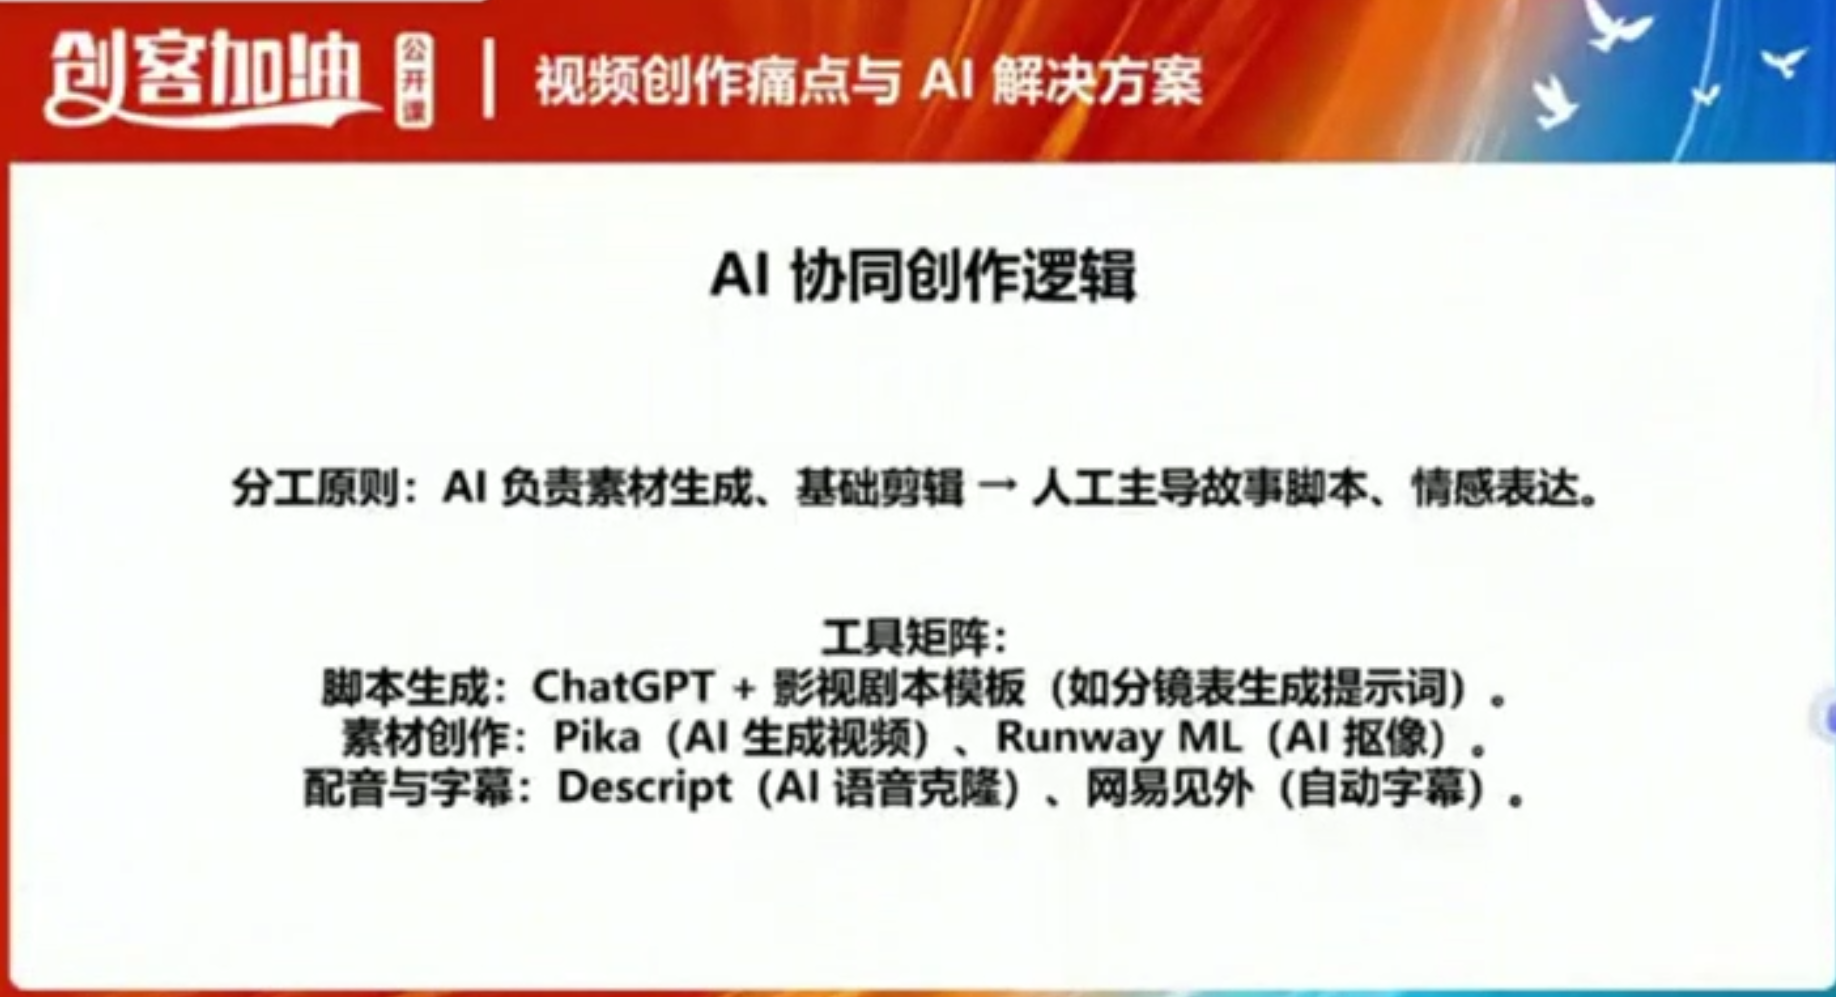 创客加油 公开课 视频创作痛点与 AI 解决方案
AI 协同创作逻辑
分工原则：AI 负责素材生成、基础剪辑 → 人工主导故事脚本、情感表达。
工具矩阵：
脚本生成：ChatGPT + 影视剧本模板（如分镜表生成提示词）。
素材创作：Pika（AI 生成视频）、Runway ML（AI 抠像）。
配音与字幕：Descript（AI 语音克隆）、网易见外（自动字幕）。